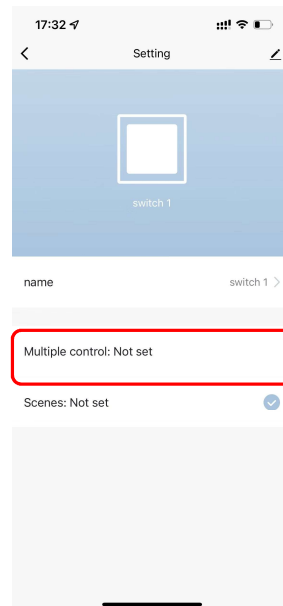 17:32
Setting
switch 1
name
switch 1
Multiple control: Not set
Scenes: Not set